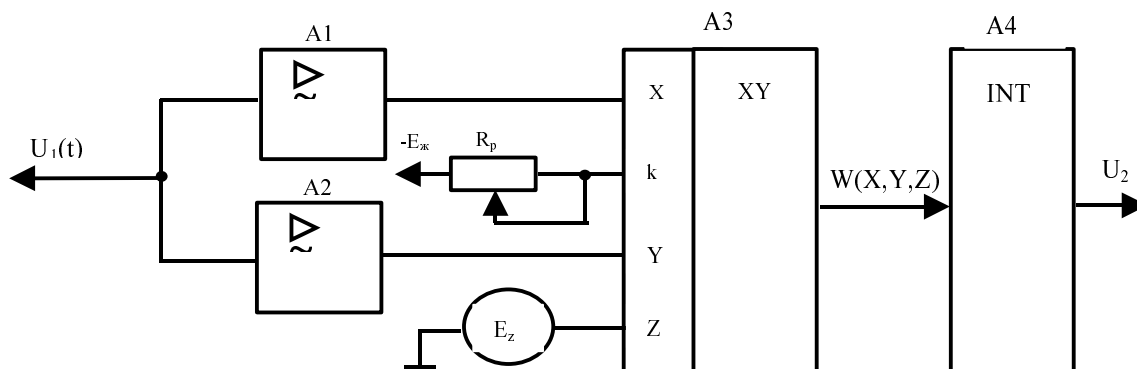 A1
A3
A4
X
XY
INT
U₁(t)
-Eж
Rр
k
W(X,Y,Z)
U₂
A2
Y
Ez
Z